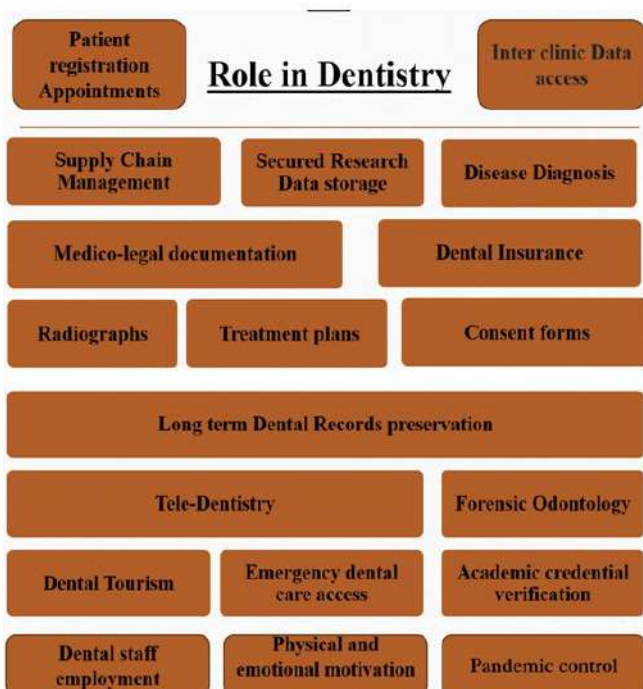 Patient
registration
Appointments
Role in Dentistry
Inter clinic Data
access
Supply Chain
Management
Secured Research
Data storage
Disease Diagnosis
Medico-legal documentation
Dental Insurance
Radiographs
Treatment plans
Consent forms
Long term Dental Records preservation
Tele-Dentistry
Forensic Odontology
Dental Tourism
Emergency dental
care access
Academic credential
verification
Dental staff
employment
Physical and
emotional motivation
Pandemic control